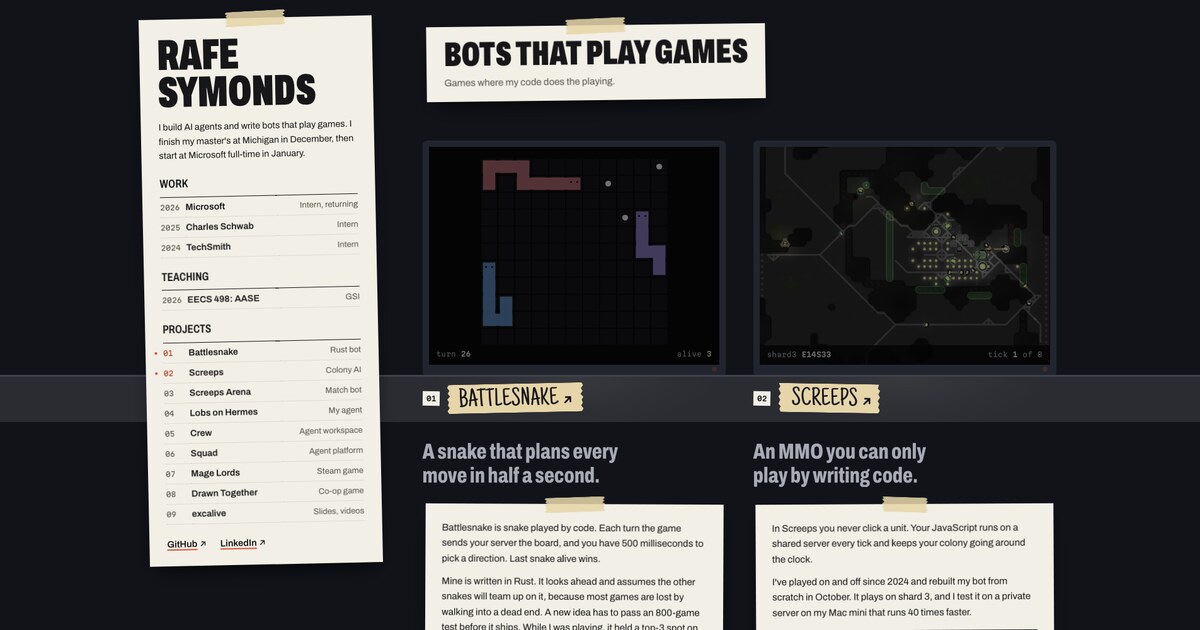 RAFE
SYMONDS
I build AI agents and write bots that play games. I
finish my master's at Michigan in December, then
start at Microsoft full-time in January.
WORK
2026 Microsoft Intern, returning
2025 Charles Schwab Intern
2024 TechSmith Intern
TEACHING
2026 EECS 498: AASE GSI
PROJECTS
01 Battlesnake Rust bot
02 Screeps Colony AI
03 Screeps Arena Match bot
04 Lobs on Hermes My agent
05 Crew Agent workspace
06 Squad Agent platform
07 Mage Lords Steam game
08 Drawn Together Co-op game
09 excalive Slides, videos
GitHub ↗ LinkedIn ↗
BOTS THAT PLAY GAMES
Games where my code does the playing.
turn 26 alive 3
01 BATTLESNAKE ↗
A snake that plans every
move in half a second.
Battlesnake is snake played by code. Each turn the game
sends your server the board, and you have 500 milliseconds to
pick a direction. Last snake alive wins.
Mine is written in Rust. It looks ahead and assumes the other
snakes will team up on it, because most games are lost by
walking into a dead end. A new idea has to pass an 800-game
test before it ships. While I was playing, it held a top-3 spot on
shard3 E14S33 tick 1 of 8
02 SCREEPS ↗
An MMO you can only
play by writing code.
In Screeps you never click a unit. Your JavaScript runs on a
shared server every tick and keeps your colony going around
the clock.
I've played on and off since 2024 and rebuilt my bot from
scratch in October. It plays on shard 3, and I test it on a private
server on my Mac mini that runs 40 times faster.